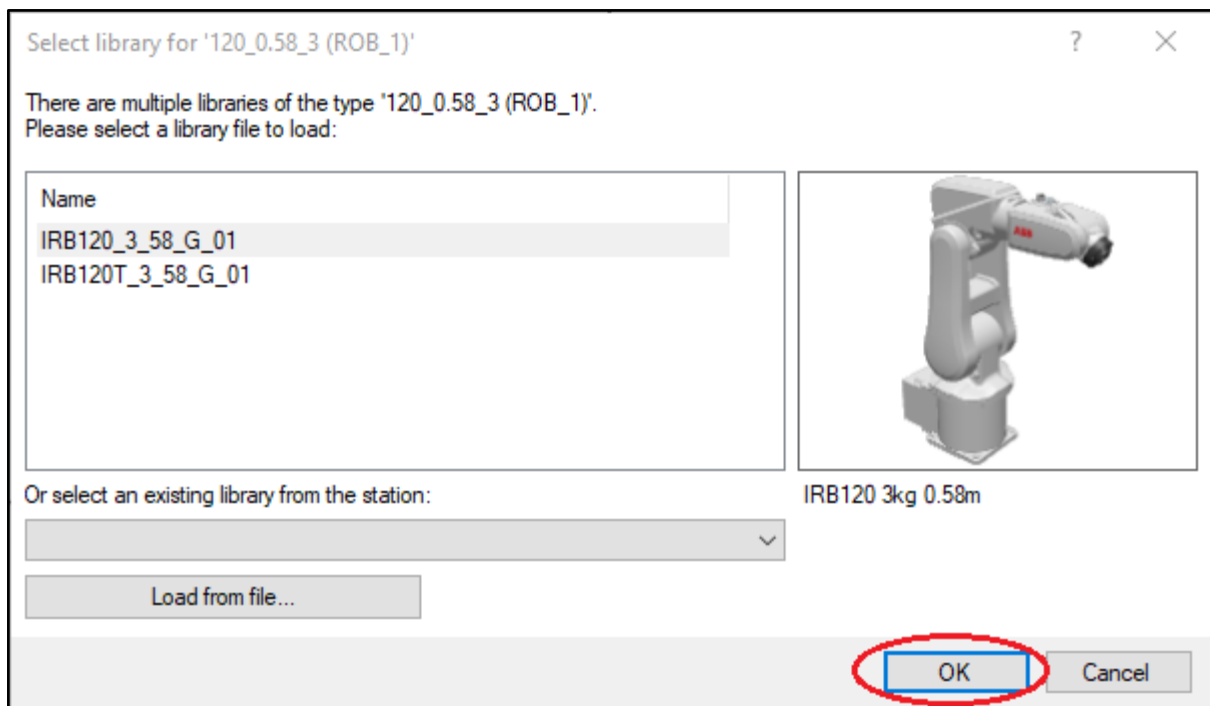 Select library for '120_0.58_3 (ROB_1)'
?
There are multiple libraries of the type '120_0.58_3 (ROB_1)'.
Please select a library file to load:
Name
IRB120_3_58_G_01
IRB120T_3_58_G_01
ABB
Or select an existing library from the station:
IRB120 3kg 0.58m
Load from file...
OK
Cancel